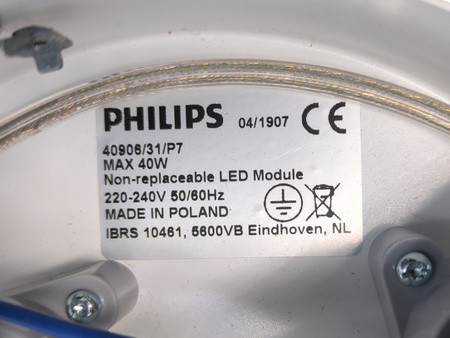 PHILIPS 04/1907 CE
40906/31/P7
MAX 40W
Non-replaceable LED Module
220-240V 50/60Hz
MADE IN POLAND
IBRS 10461, 5600VB Eindhoven, NL